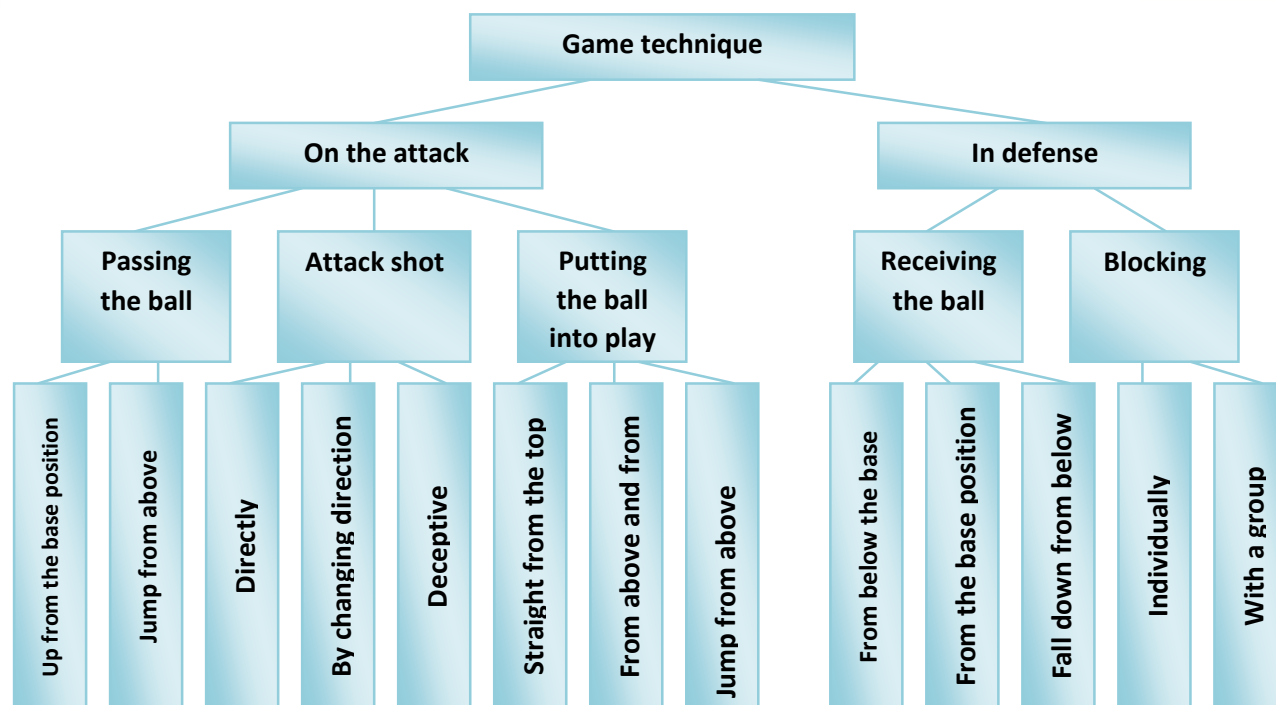 Game technique
On the attack
In defense
Passing
the ball
Attack shot
Putting
the ball
into play
Receiving
the ball
Blocking
Up from the base position
Jump from above
Directly
By changing direction
Deceptive
Straight from the top
From above and from
Jump from above
From below the base
From the base position
Fall down from below
Individually
With a group